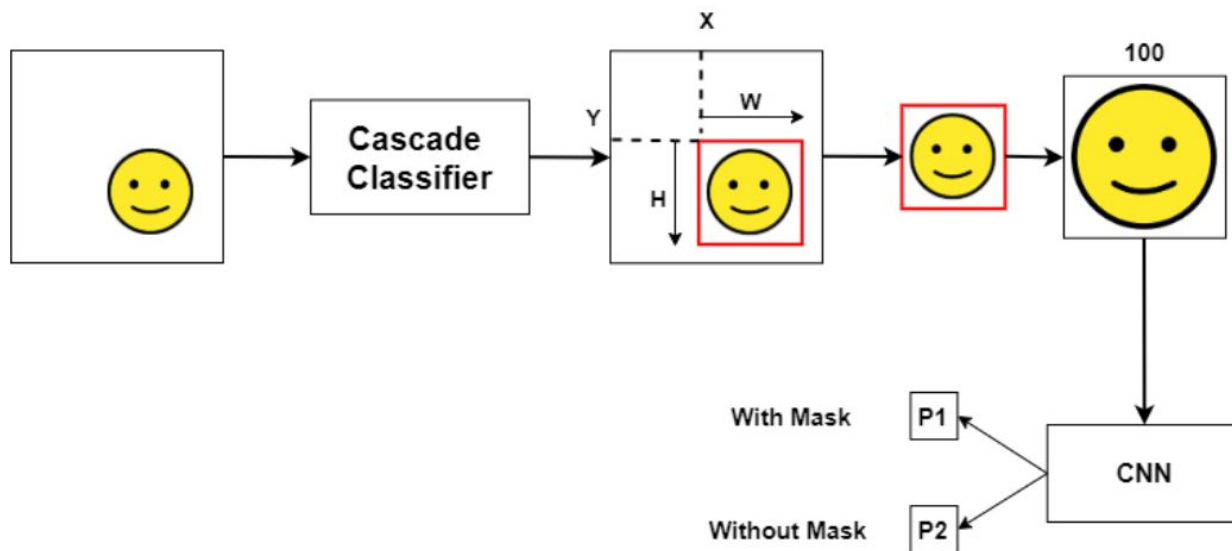 X
100
W
Y
Cascade
Classifier
H
With Mask
P1
CNN
Without Mask
P2